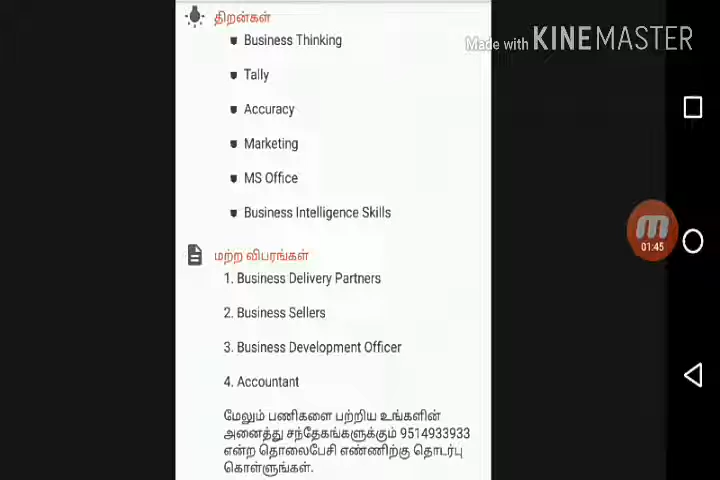 திறன்கள்
Made with KINEMASTER
Business Thinking
Tally
Accuracy
Marketing
MS Office
Business Intelligence Skills
மற்ற விபரங்கள்
01:45
1. Business Delivery Partners
2. Business Sellers
3. Business Development Officer
4. Accountant
மேலும் பணிகளை பற்றிய உங்களின்
அனைத்து சந்தேகங்களுக்கும் 9514933933
என்ற தொலைபேசி எண்ணிற்கு தொடர்பு
கொள்ளுங்கள்.